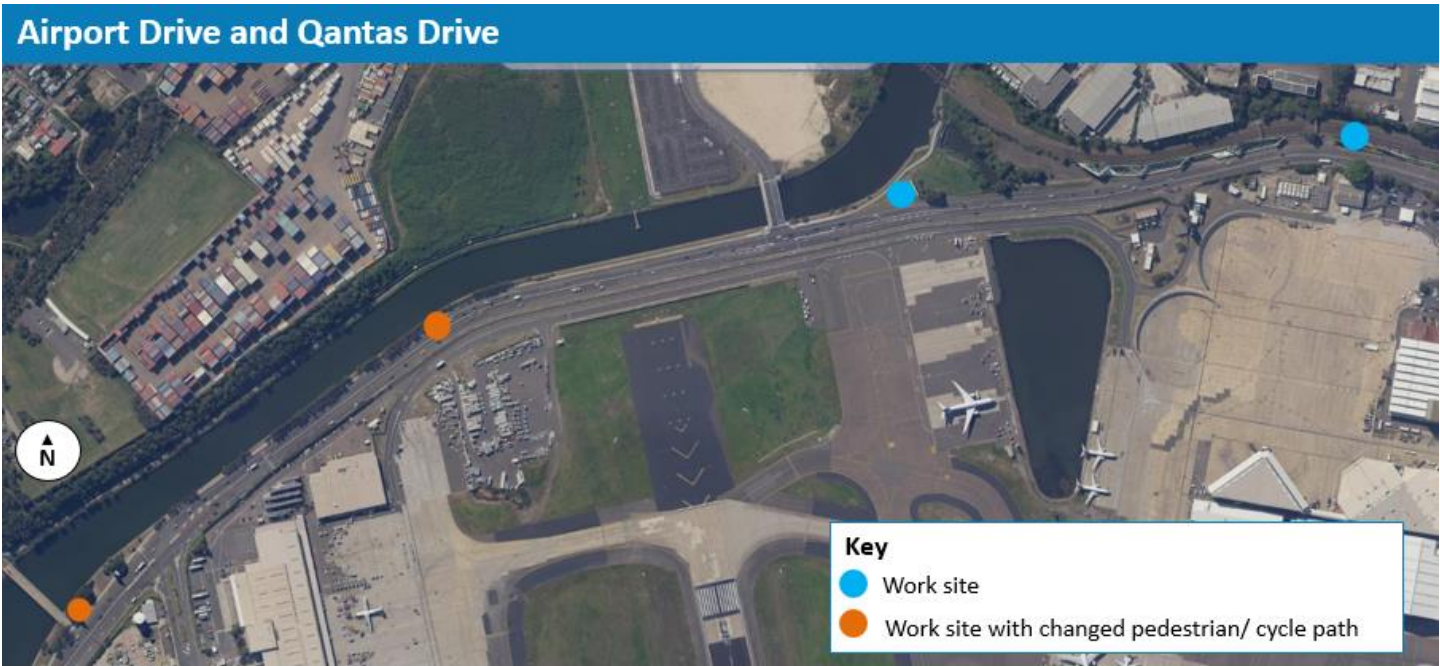 Airport Drive and Qantas Drive
N
Key
Work site
Work site with changed pedestrian/ cycle path